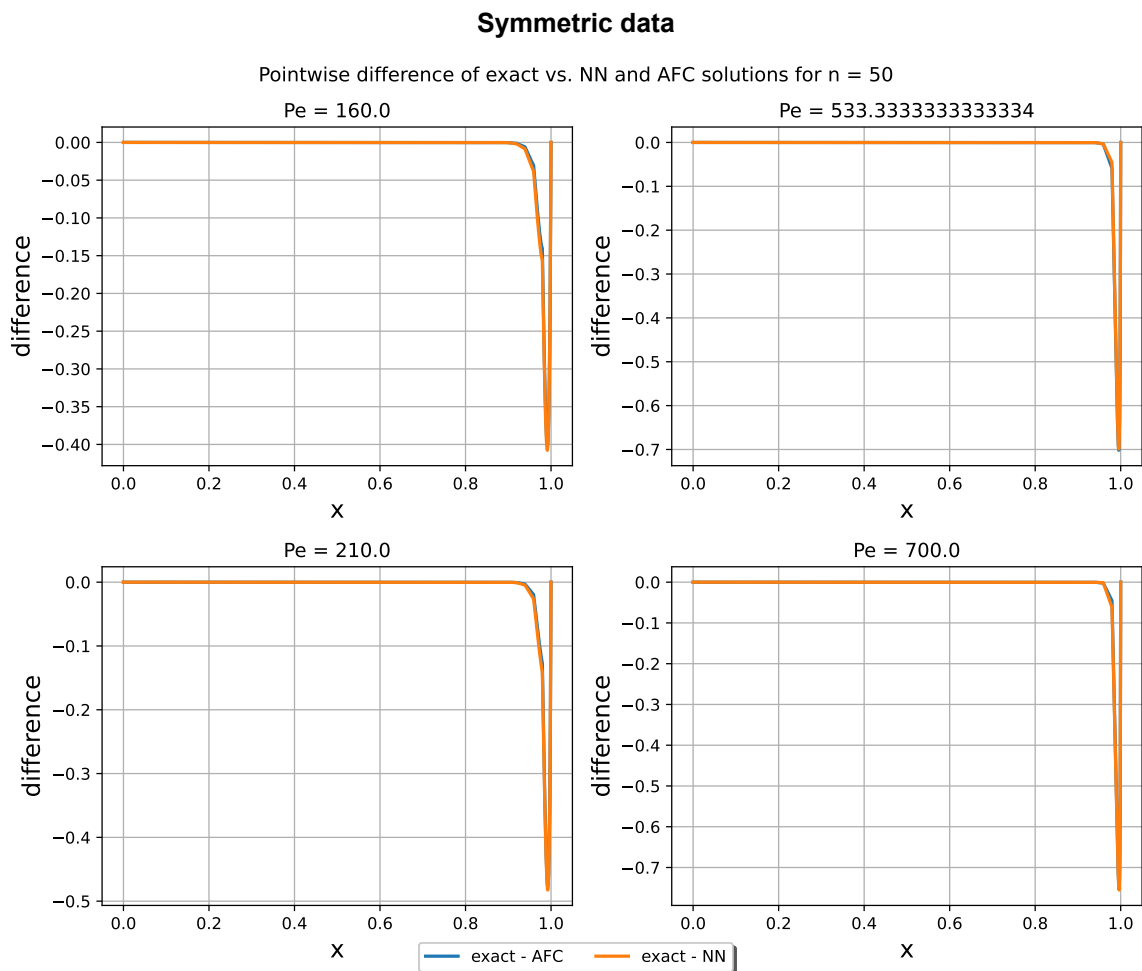 Symmetric data
Pointwise difference of exact vs. NN and AFC solutions for n = 50
Pe = 160.0
0.00
−0.05
−0.10
−0.15
−0.20
−0.25
−0.30
−0.35
−0.40
difference
0.0 0.2 0.4 0.6 0.8 1.0
x
Pe = 533.3333333333334
0.0
−0.1
−0.2
−0.3
−0.4
−0.5
−0.6
−0.7
difference
0.0 0.2 0.4 0.6 0.8 1.0
x
Pe = 210.0
0.0
−0.1
−0.2
−0.3
−0.4
−0.5
difference
0.0 0.2 0.4 0.6 0.8 1.0
x
Pe = 700.0
0.0
−0.1
−0.2
−0.3
−0.4
−0.5
−0.6
−0.7
difference
0.0 0.2 0.4 0.6 0.8 1.0
x
exact - AFC exact - NN